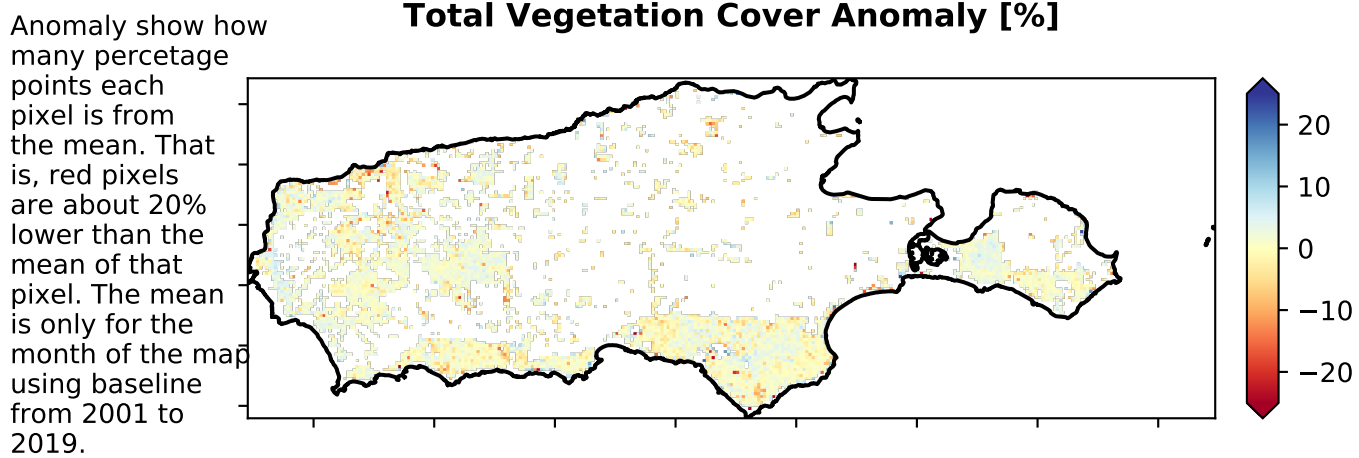 Total Vegetation Cover Anomaly [%]
Anomaly show how
many percetage
points each
pixel is from
the mean. That
is, red pixels
are about 20%
lower than the
mean of that
pixel. The mean
is only for the
month of the map
using baseline
from 2001 to
2019.
20
10
0
−10
−20